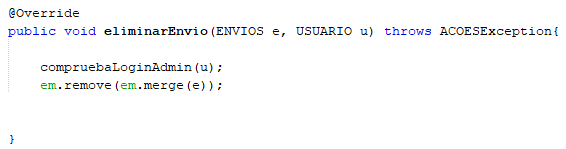 @Override
public void eliminarEnvio(ENVIOS e, USUARIO u) throws ACOESException{
compruebaLoginAdmin(u);
em.remove(em.merge(e));
}